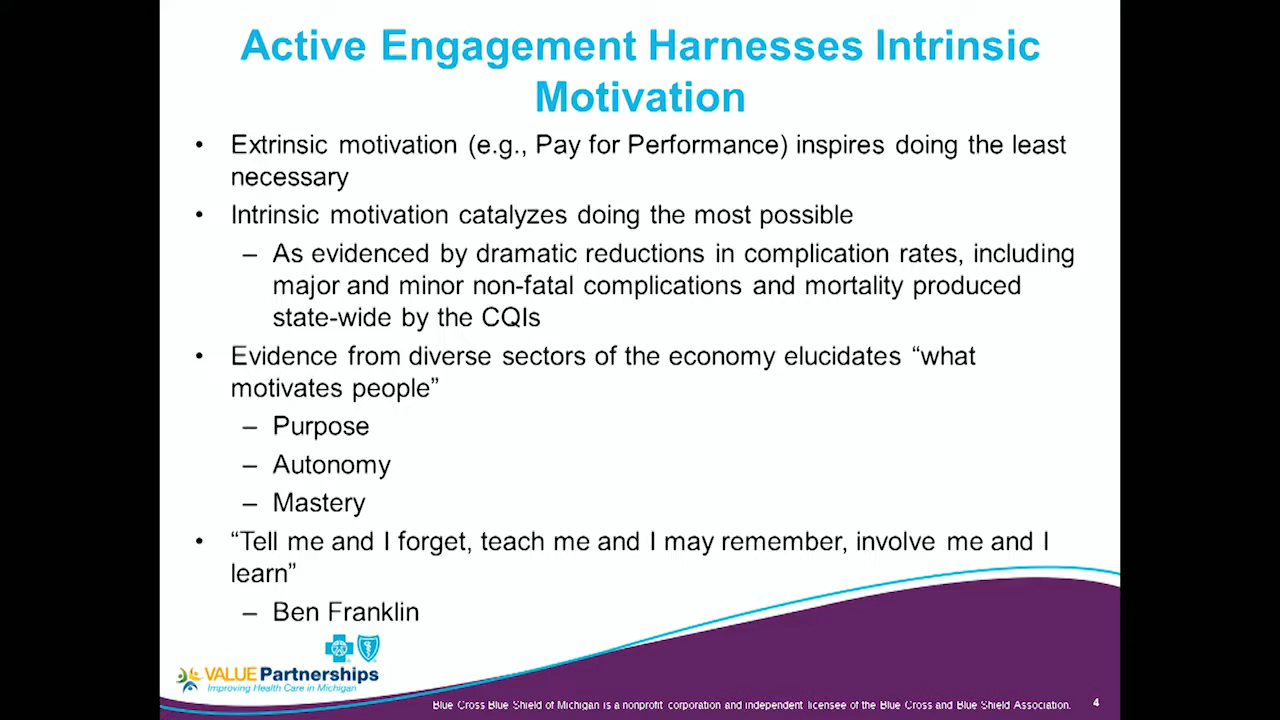 Active Engagement Harnesses Intrinsic
Motivation
• Extrinsic motivation (e.g., Pay for Performance) inspires doing the least
necessary
• Intrinsic motivation catalyzes doing the most possible
– As evidenced by dramatic reductions in complication rates, including
major and minor non-fatal complications and mortality produced
state-wide by the CQIs
• Evidence from diverse sectors of the economy elucidates “what
motivates people”
– Purpose
– Autonomy
– Mastery
• “Tell me and I forget, teach me and I may remember, involve me and I
learn”
– Ben Franklin
VALUE Partnerships
Improving Health Care in Michigan
Blue Cross Blue Shield of Michigan is a nonprofit corporation and independent licensee of the Blue Cross and Blue Shield Association.
4